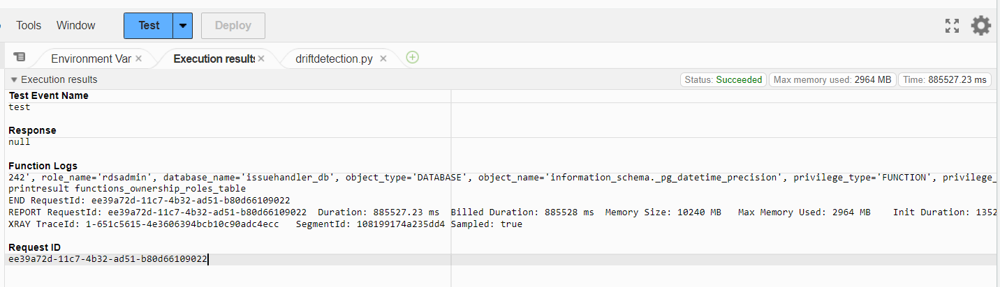 Tools Window Test Deploy
Environment Var × Execution results × driftdetection.py ×
Execution results Status: Succeeded Max memory used: 2964 MB Time: 885527.23 ms
Test Event Name
test
Response
null
Function Logs
242', role_name='rdsadmin', database_name='issuehandler_db', object_type='DATABASE', object_name='information_schema._pg_datetime_precision', privilege_type='FUNCTION', privilege_
printresult functions_ownership_roles_table
END RequestId: ee39a72d-11c7-4b32-ad51-b80d66109022
REPORT RequestId: ee39a72d-11c7-4b32-ad51-b80d66109022 Duration: 885527.23 ms Billed Duration: 885528 ms Memory Size: 10240 MB Max Memory Used: 2964 MB Init Duration: 1352
XRAY TraceId: 1-651c5615-4e3606394bcb10c90adc4ecc SegmentId: 108199174a235dd4 Sampled: true
Request ID
ee39a72d-11c7-4b32-ad51-b80d66109022